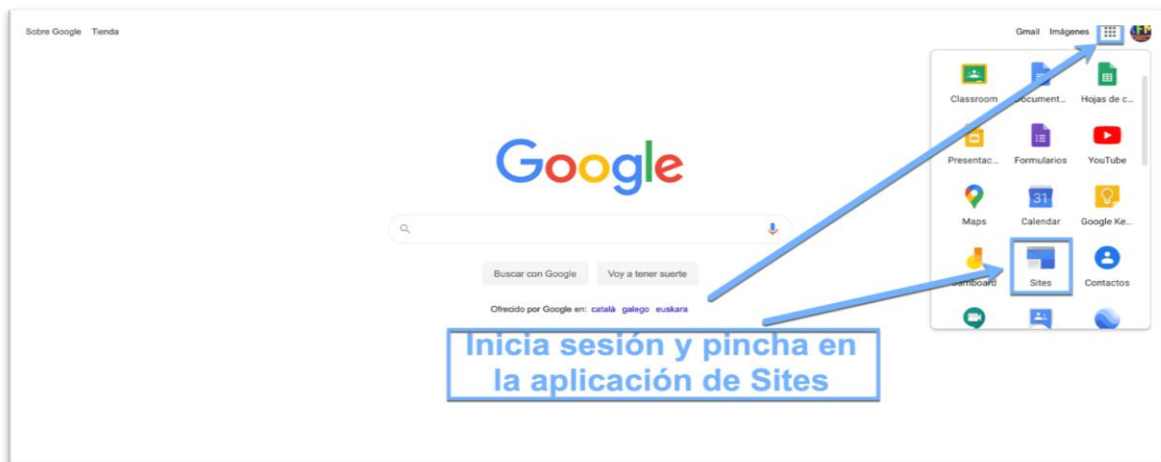 Sobre Google Tienda
Gmail Imágenes
Classroom Document... Hojas de c...
Presentac... Formularios YouTube
31
Maps Calendar Google Ke...
Google
Jamboard Sites Contactos
Buscar con Google Voy a tener suerte
Ofrecido por Google en: català galego euskara
Inicia sesión y pincha en
la aplicación de Sites